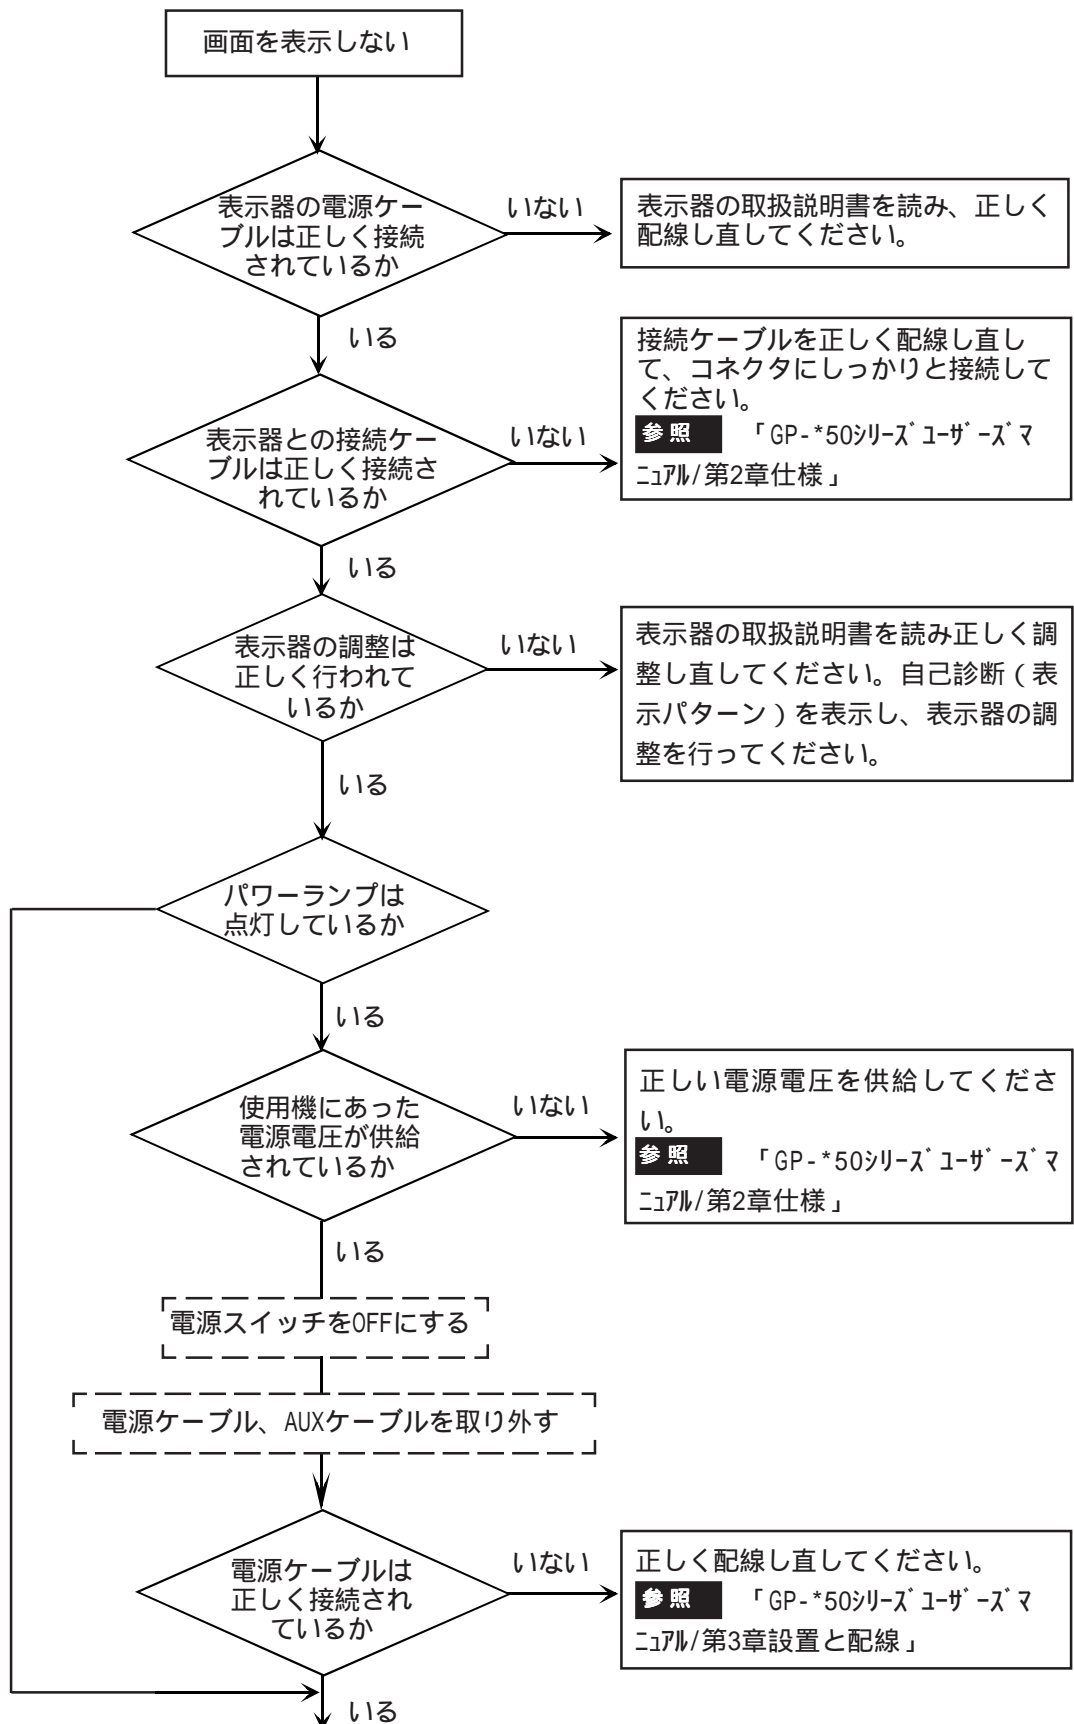 画面を表示しない
表示器の電源ケー
ブルは正しく接続
されているか
いない
表示器の取扱説明書を読み、正しく
配線し直してください。
いる
表示器との接続ケー
ブルは正しく接続さ
れているか
いない
接続ケーブルを正しく配線し直し
て、コネクタにしっかりと接続して
ください。
参照 「GP-*50ｼﾘｰｽﾞﾕｰｻﾞｰｽﾞﾏ
ﾆｭｱﾙ/第2章仕様」
いる
表示器の調整は
正しく行われて
いるか
いない
表示器の取扱説明書を読み正しく調
整し直してください。自己診断(表
示パターン)を表示し、表示器の調
整を行ってください。
いる
パワーランプは
点灯しているか
いる
使用機にあった
電源電圧が供給
されているか
いない
正しい電源電圧を供給してくださ
い。
参照 「GP-*50ｼﾘｰｽﾞﾕｰｻﾞｰｽﾞﾏ
ﾆｭｱﾙ/第2章仕様」
いる
電源スイッチをOFFにする
電源ケーブル、AUXケーブルを取り外す
電源ケーブルは
正しく接続され
ているか
いない
正しく配線し直してください。
参照 「GP-*50ｼﾘｰｽﾞﾕｰｻﾞｰｽﾞﾏ
ﾆｭｱﾙ/第3章設置と配線」
いる